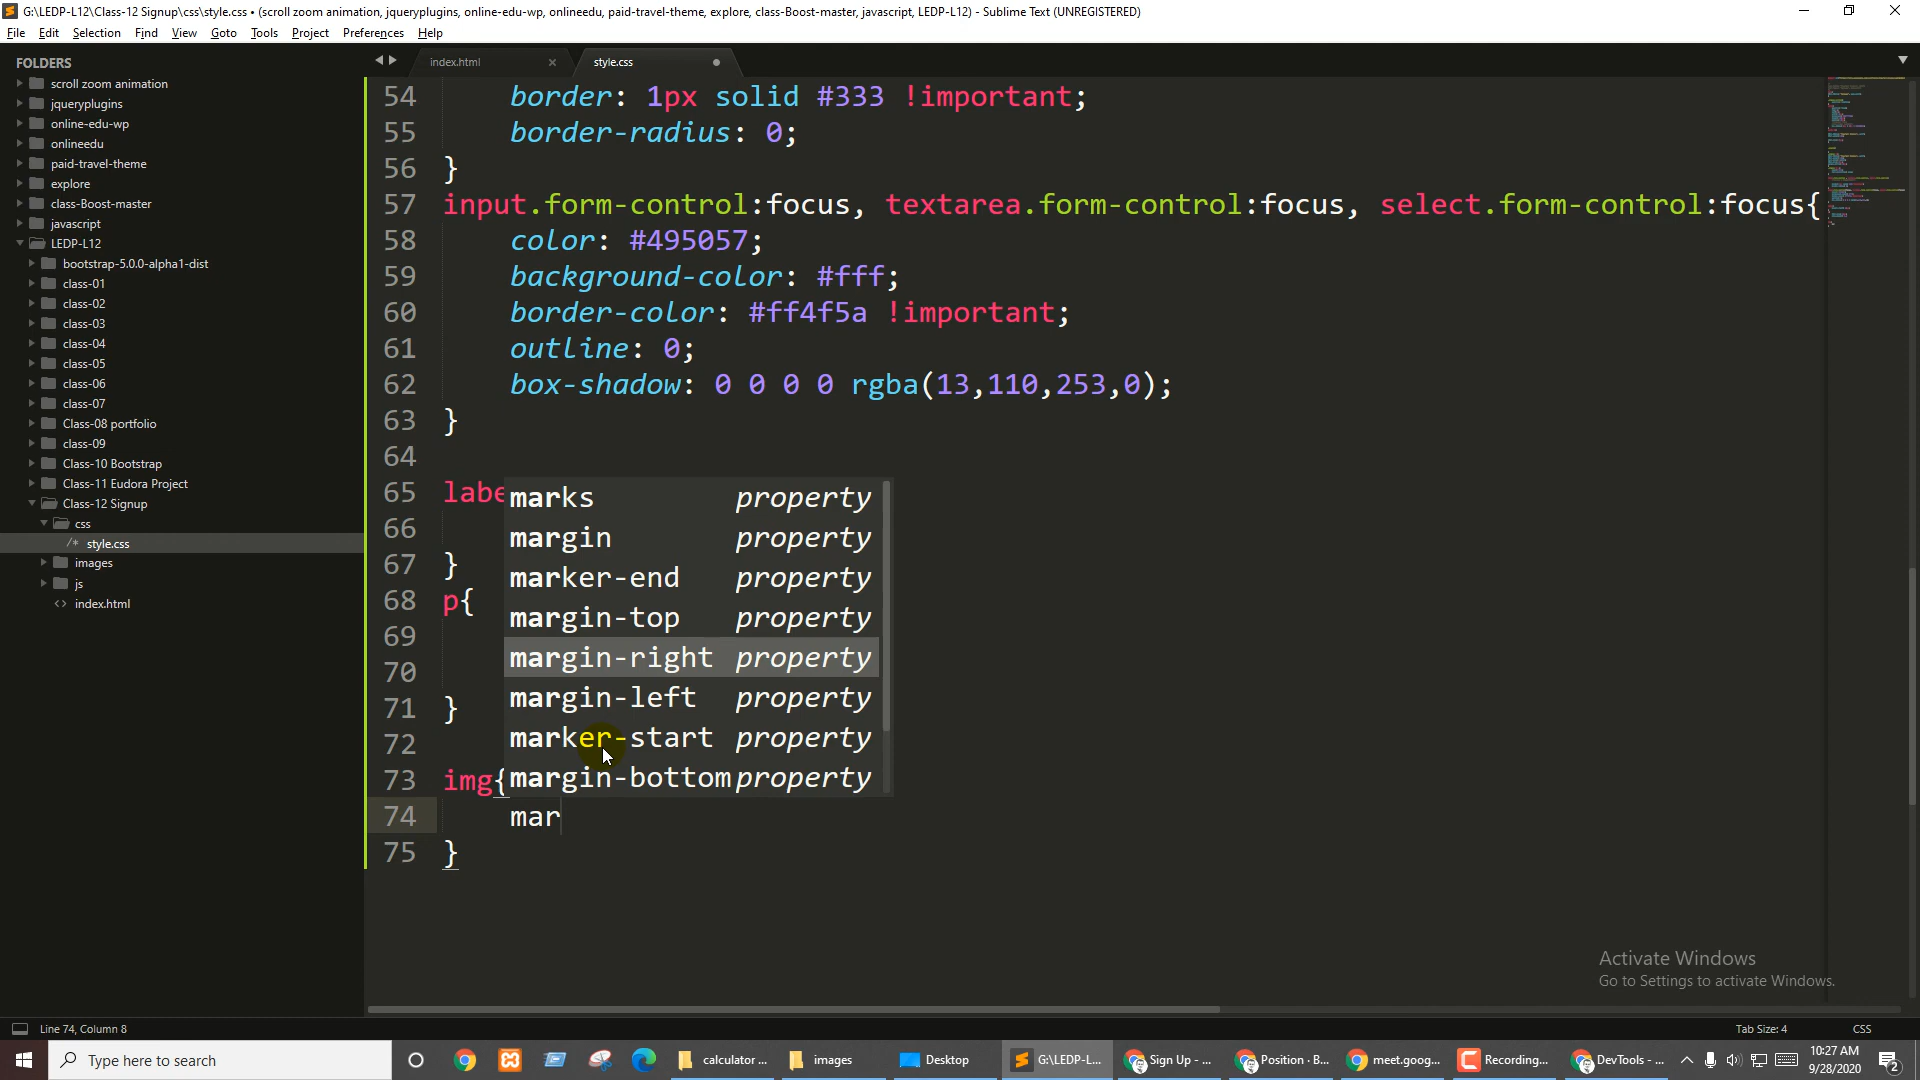 G:\LEDP-L12\Class-12 Signup\css\style.css • (scroll zoom animation, jqueryplugins, online-edu-wp, onlineedu, paid-travel-theme, explore, class-Boost-master, javascript, LEDP-L12) - Sublime Text (UNREGISTERED)
File Edit Selection Find View Goto Tools Project Preferences Help
FOLDERS
scroll zoom animation
jqueryplugins
online-edu-wp
onlineedu
paid-travel-theme
explore
class-Boost-master
javascript
LEDP-L12
bootstrap-5.0.0-alpha1-dist
class-01
class-02
class-03
class-04
class-05
class-06
class-07
Class-08 portfolio
class-09
Class-10 Bootstrap
Class-11 Eudora Project
Class-12 Signup
css
/* style.css
images
js
<> index.html
index.html
style.css
54 border: 1px solid #333 !important;
55 border-radius: 0;
56 }
57 input.form-control:focus, textarea.form-control:focus, select.form-control:focus{
58 color: #495057;
59 background-color: #fff;
60 border-color: #ff4f5a !important;
61 outline: 0;
62 box-shadow: 0 0 0 0 rgba(13,110,253,0);
63 }
64
65 labe
66
67 }
68 p{
69
70
71 }
72
73 img{
74 mar
75 }
marks property
margin property
marker-end property
margin-top property
margin-right property
margin-left property
marker-start property
margin-bottom property
Activate Windows
Go to Settings to activate Windows.
Line 74, Column 8
Tab Size: 4
CSS
Type here to search
calculator ...
images
Desktop
G:\LEDP-L...
Sign Up - ...
Position · B...
meet.goog...
Recording...
DevTools - ...
10:27 AM
9/28/2020
2